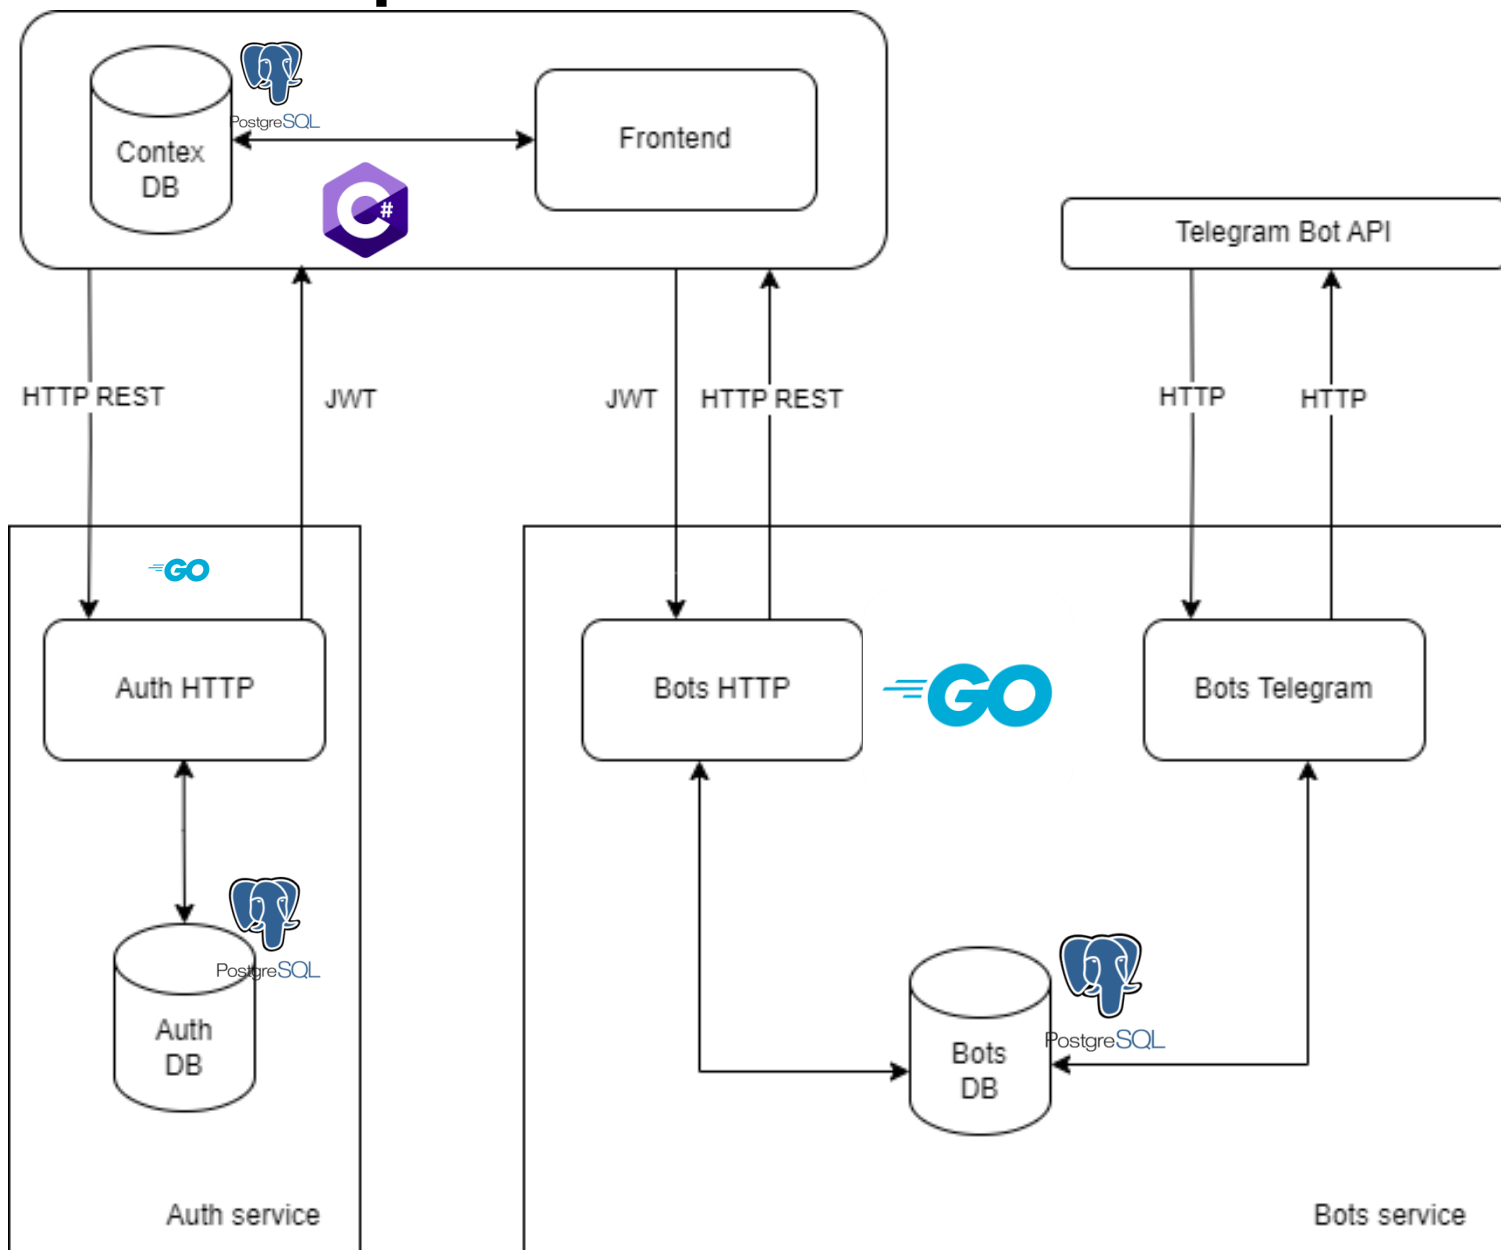 PostgreSQL
Contex
DB
Frontend
C#
Telegram Bot API
HTTP REST
JWT
JWT
HTTP REST
HTTP
HTTP
GO
Auth HTTP
Bots HTTP
GO
Bots Telegram
PostgreSQL
Auth
DB
PostgreSQL
Bots
DB
Auth service
Bots service